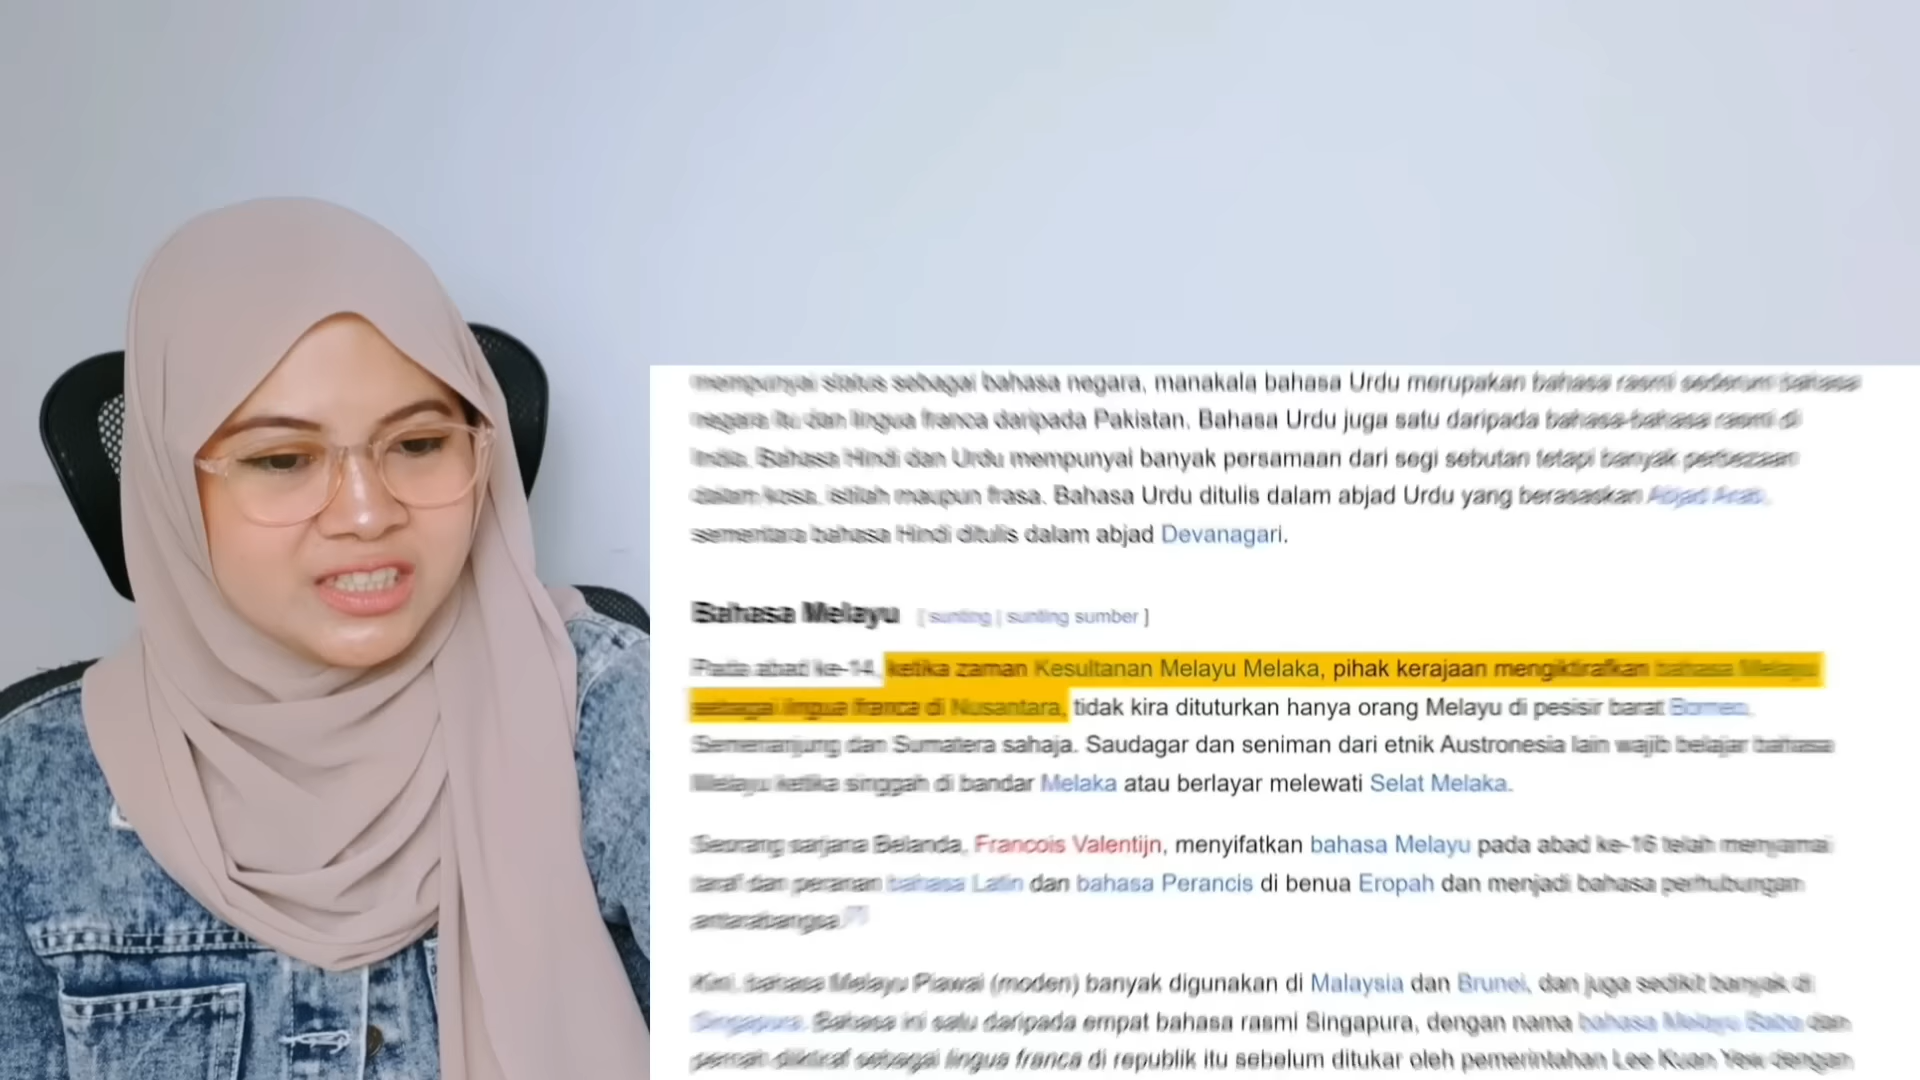 mempunyai status sebagai bahasa negara, manakala bahasa Urdu merupakan bahasa rasmi bahasa
negara itu dan lingua franca daripada Pakistan. Bahasa Urdu juga satu daripada bahasa-bahasa rasmi di
India. Bahasa Hindi dan Urdu mempunyai banyak persamaan dari segi sebutan tetapi banyak perbezaan
dalam kosa, istilah maupun frasa. Bahasa Urdu ditulis dalam abjad Urdu yang berasaskan Abjad Arab,
sementara bahasa Hindi ditulis dalam abjad Devanagari.
Bahasa Melayu [ sunting | sunting sumber ]
Pada abad ke-14, ketika zaman Kesultanan Melayu Melaka, pihak kerajaan mengiktirafkan bahasa Melayu
sebagai lingua franca di Nusantara, tidak kira dituturkan hanya orang Melayu di pesisir barat Borneo,
Semenanjung dan Sumatera sahaja. Saudagar dan seniman dari etnik Austronesia lain wajib belajar bahasa
Melayu ketika singgah di bandar Melaka atau berlayar melewati Selat Melaka.
Seorang sarjana Belanda, Francois Valentijn, menyifatkan bahasa Melayu pada abad ke-16 telah menyamai
taraf dan peranan bahasa Latin dan bahasa Perancis di benua Eropah dan menjadi bahasa perhubungan
antarabangsa.
Kini, bahasa Melayu Piawai (moden) banyak digunakan di Malaysia dan Brunei, dan juga sedikit banyak di
Singapura. Bahasa ini satu daripada empat bahasa rasmi Singapura, dengan nama bahasa Melayu Baba dan
pernah diiktiraf sebagai lingua franca di republik itu sebelum ditukar oleh pemerintahan Lee Kuan Yew dengan